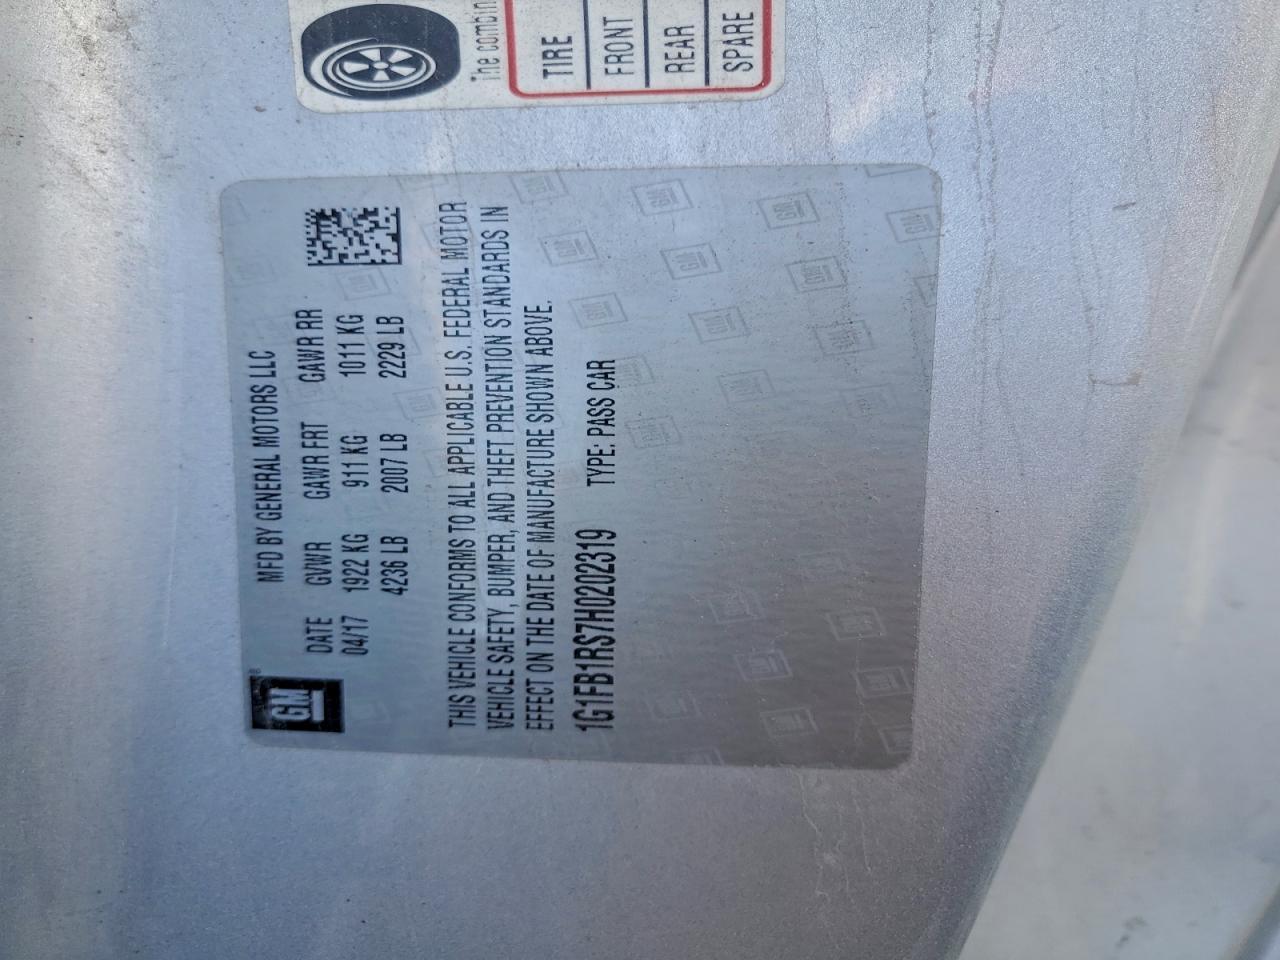 The combin
TIRE
FRONT
REAR
SPARE
GM
MFD BY GENERAL MOTORS LLC
DATE GVWR GAWR FRT GAWR RR
04/17 1922 KG 911 KG 1011 KG
4236 LB 2007 LB 2229 LB
THIS VEHICLE CONFORMS TO ALL APPLICABLE U.S. FEDERAL MOTOR
VEHICLE SAFETY, BUMPER, AND THEFT PREVENTION STANDARDS IN
EFFECT ON THE DATE OF MANUFACTURE SHOWN ABOVE.
1G1FB1RS7H0202319 TYPE: PASS CAR